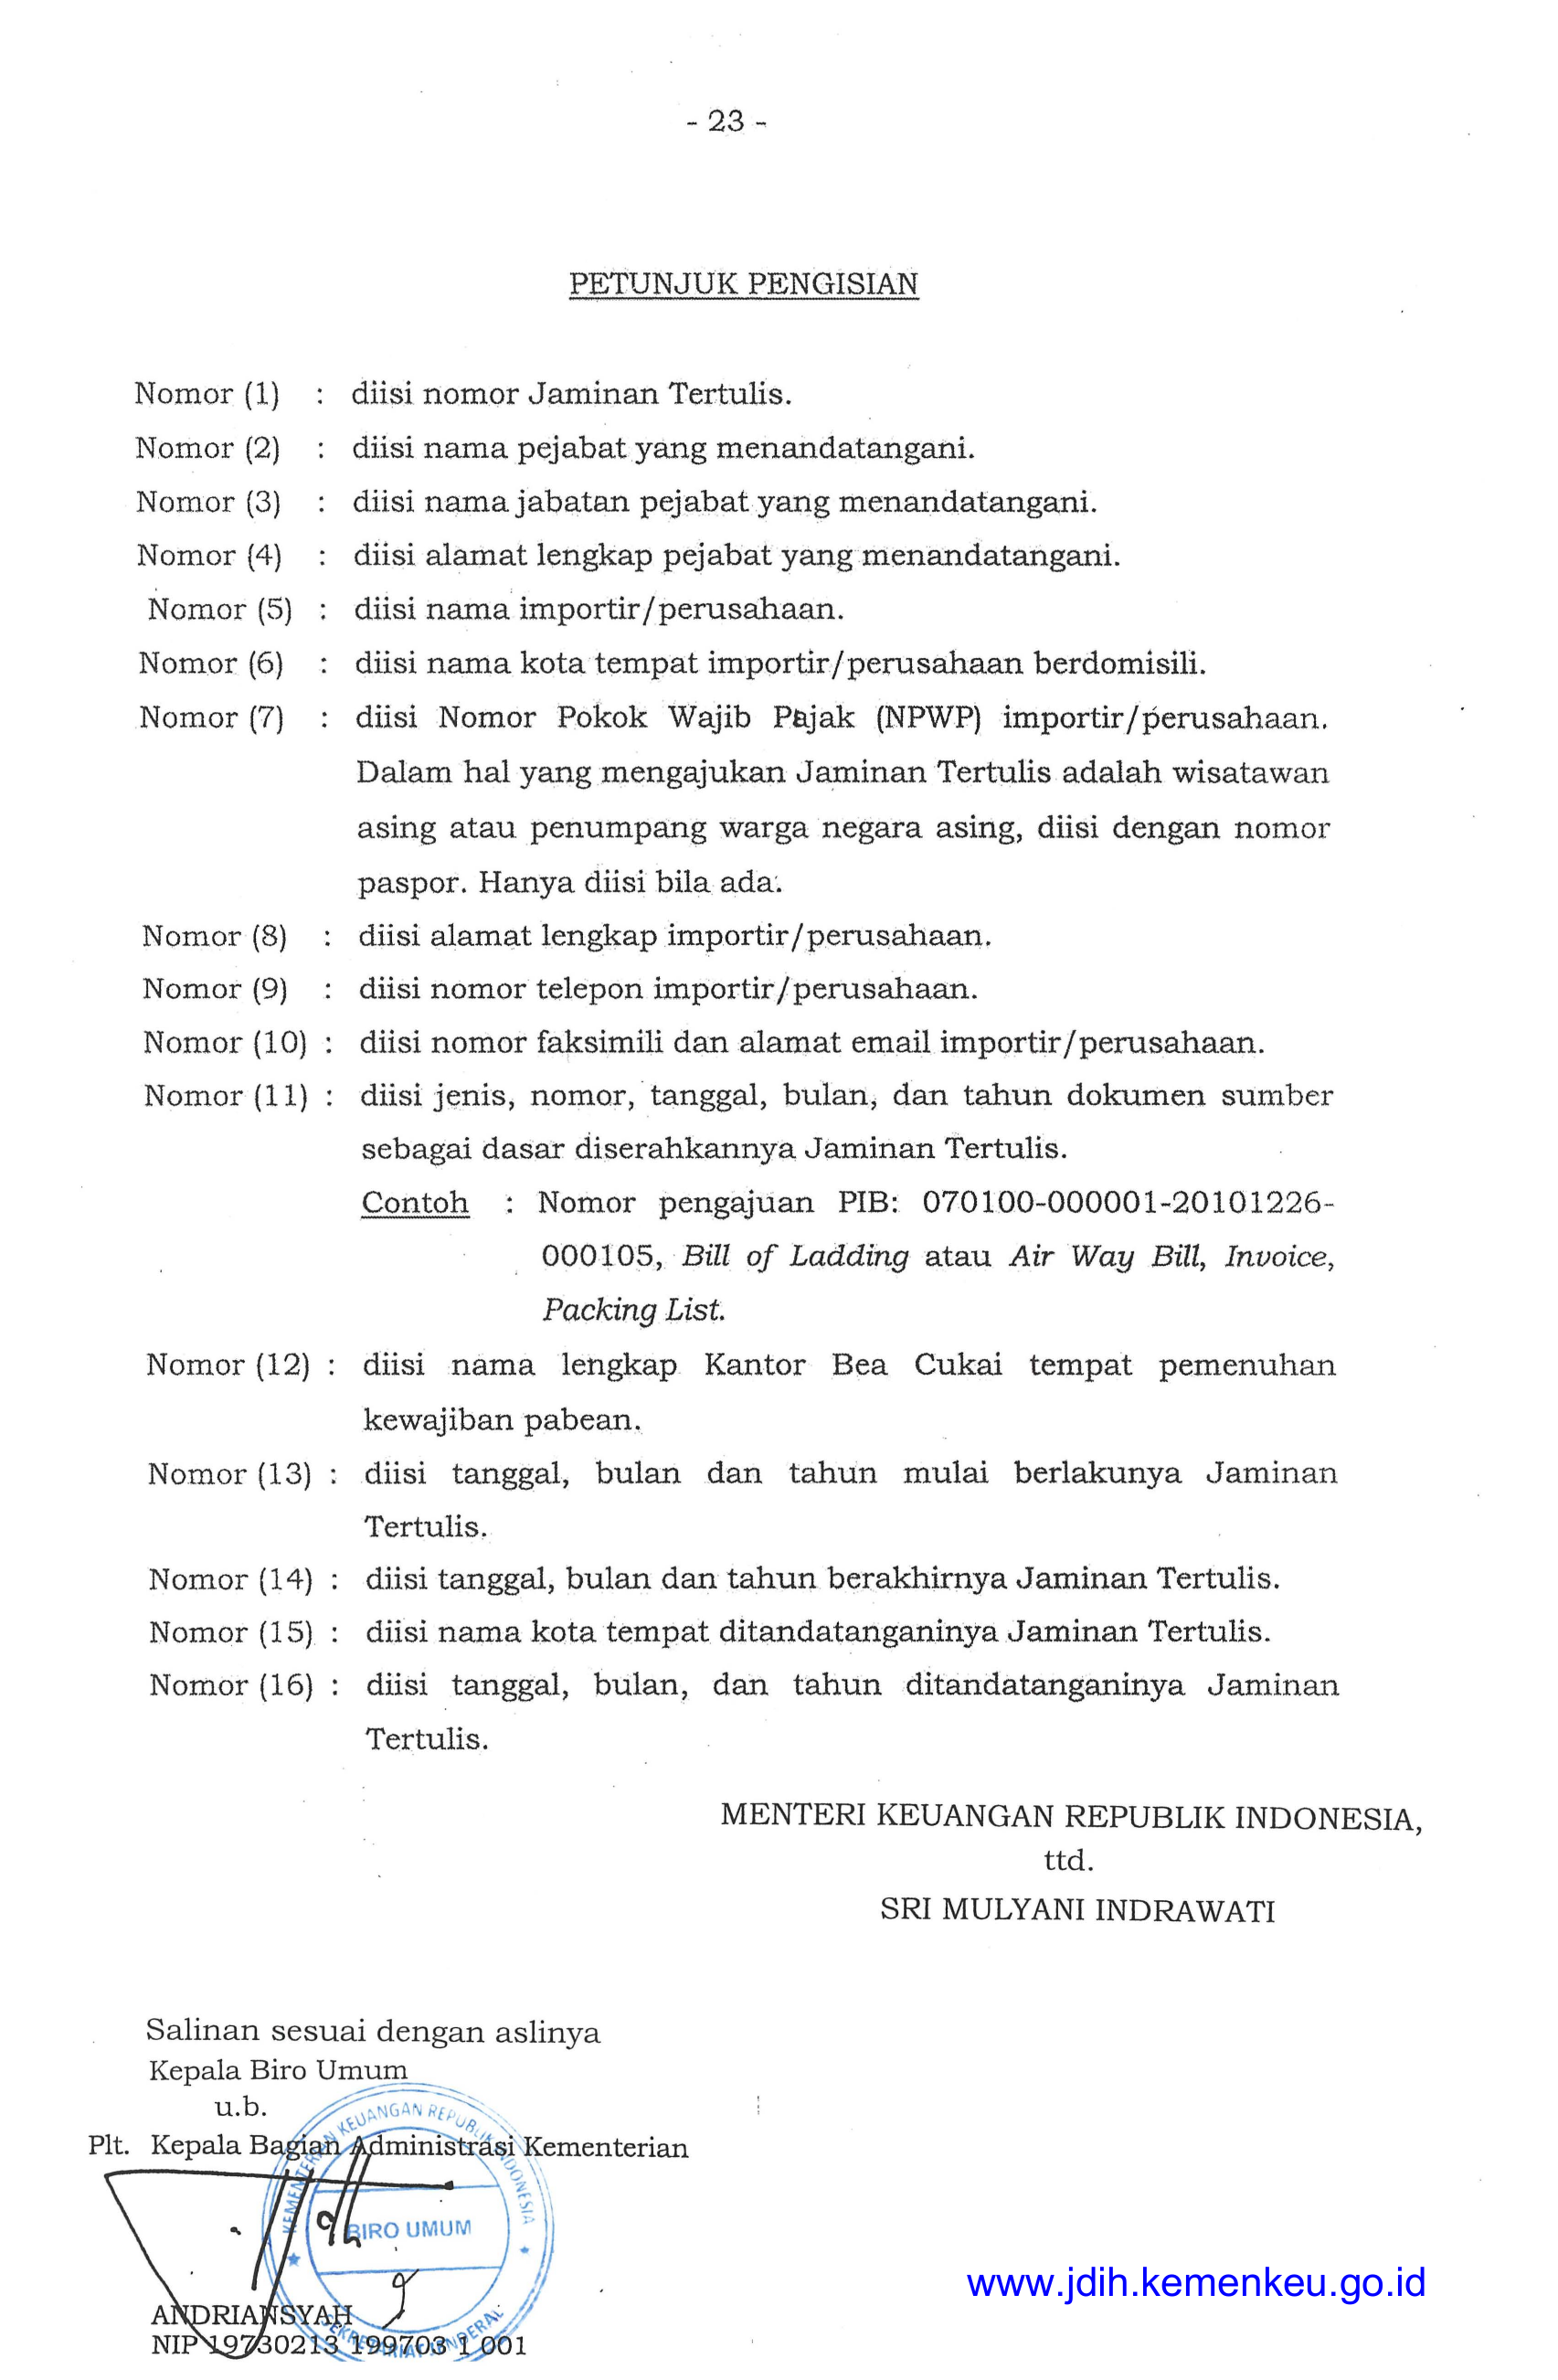 - 23 -
PETUNJUK PENGISIAN
Nomor (1) : diisi nomor Jaminan Tertulis.
Nomor (2) : diisi nama pejabat yang menandatangani.
Nomor (3) : diisi nama jabatan pejabat yang menandatangani.
Nomor (4) : diisi alamat lengkap pejabat yang menandatangani.
Nomor (5) : diisi nama importir/perusahaan.
Nomor (6) : diisi nama kota tempat importir/perusahaan berdomisili.
Nomor (7) : diisi Nomor Pokok Wajib Pajak (NPWP) importir/perusahaan.
Dalam hal yang mengajukan Jaminan Tertulis adalah wisatawan
asing atau penumpang warga negara asing, diisi dengan nomor
paspor. Hanya diisi bila ada.
Nomor (8) : diisi alamat lengkap importir/perusahaan.
Nomor (9) : diisi nomor telepon importir/perusahaan.
Nomor (10) : diisi nomor faksimili dan alamat email importir/perusahaan.
Nomor (11) : diisi jenis, nomor, tanggal, bulan, dan tahun dokumen sumber
sebagai dasar diserahkannya Jaminan Tertulis.
Contoh : Nomor pengajuan PIB: 070100-000001-20101226-
000105, Bill of Ladding atau Air Way Bill, Invoice,
Packing List.
Nomor (12) : diisi nama lengkap Kantor Bea Cukai tempat pemenuhan
kewajiban pabean.
Nomor (13) : diisi tanggal, bulan dan tahun mulai berlakunya Jaminan
Tertulis.
Nomor (14) : diisi tanggal, bulan dan tahun berakhirnya Jaminan Tertulis.
Nomor (15) : diisi nama kota tempat ditandatanganinya Jaminan Tertulis.
Nomor (16) : diisi tanggal, bulan, dan tahun ditandatanganinya Jaminan
Tertulis.
MENTERI KEUANGAN REPUBLIK INDONESIA,
ttd.
SRI MULYANI INDRAWATI
Salinan sesuai dengan aslinya
Kepala Biro Umum
u.b.
Plt. Kepala Bagian Administrasi Kementerian
KEMENTERIAN KEUANGAN REPUBLIK INDONESIA
BIRO UMUM
SEKRETARIAT JENDERAL
ANDRIANSYAH
NIP 19730213 199703 1 001
www.jdih.kemenkeu.go.id